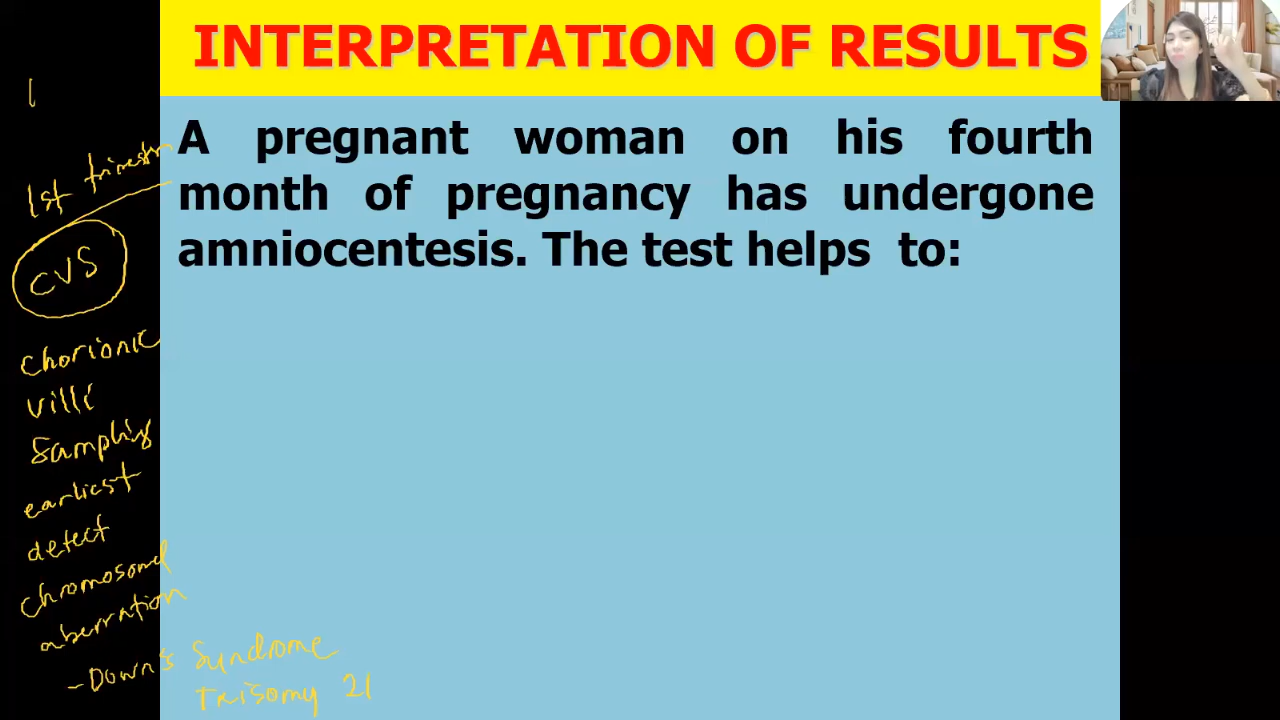 INTERPRETATION OF RESULTS
A pregnant woman on his fourth
month of pregnancy has undergone
amniocentesis. The test helps to:
1st trimestr
CVS
Chorionic
villi
Sampling
earliest
detect
chromosomal
aberration
- Down's Syndrome
Trisomy 21